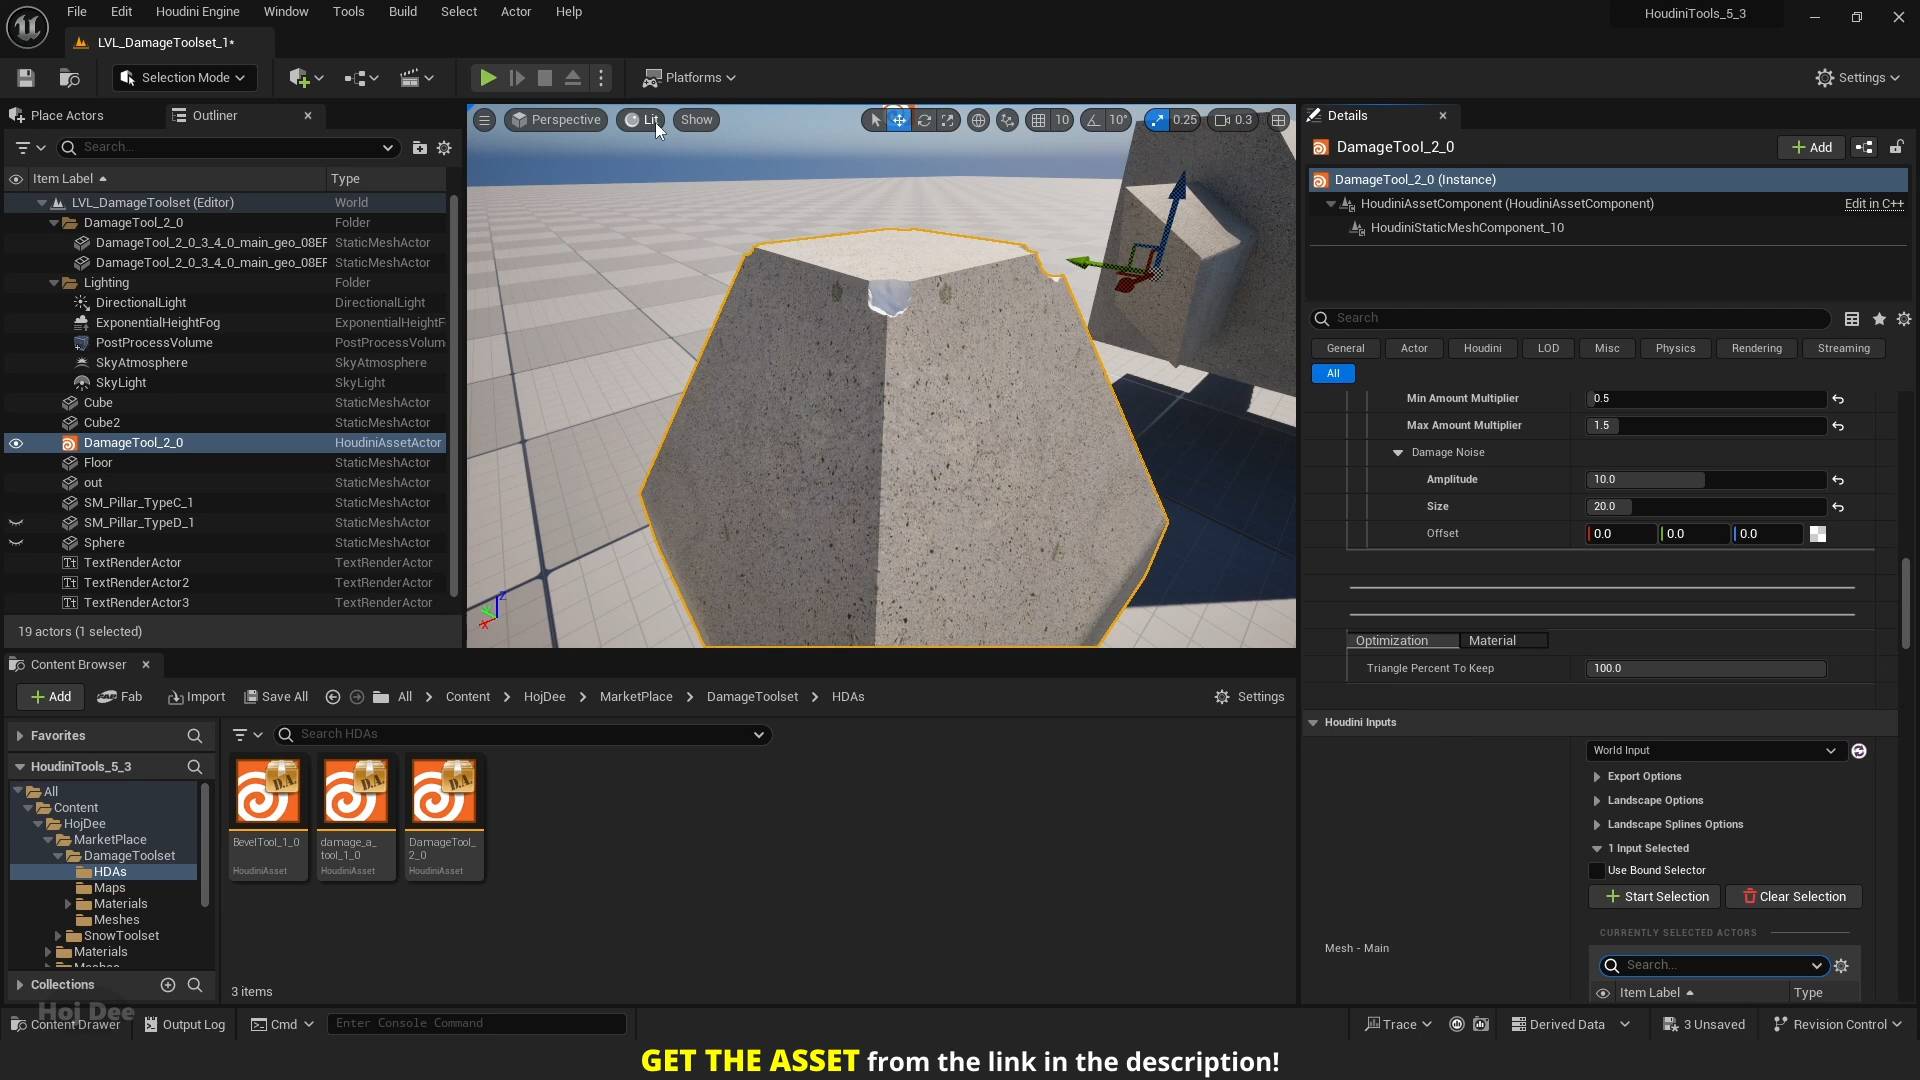 File Edit Houdini Engine Window Tools Build Select Actor Help
HoudiniTools_5_3
LVL_DamageToolset_1*
Selection Mode
Platforms
Settings
Place Actors
Outliner
Search...
Item Label Type
LVL_DamageToolset (Editor) World
DamageTool_2_0 Folder
DamageTool_2_0_3_4_0_main_geo_08EF StaticMeshActor
DamageTool_2_0_3_4_0_main_geo_08EF StaticMeshActor
Lighting Folder
DirectionalLight DirectionalLight
ExponentialHeightFog ExponentialHeightF
PostProcessVolume PostProcessVolum
SkyAtmosphere SkyAtmosphere
SkyLight SkyLight
Cube StaticMeshActor
Cube2 StaticMeshActor
DamageTool_2_0 HoudiniAssetActor
Floor StaticMeshActor
out StaticMeshActor
SM_Pillar_TypeC_1 StaticMeshActor
SM_Pillar_TypeD_1 StaticMeshActor
Sphere StaticMeshActor
TextRenderActor TextRenderActor
TextRenderActor2 TextRenderActor
TextRenderActor3 TextRenderActor
19 actors (1 selected)
Perspective Lit Show 10 10° 0.25 0.3
Z
X
Details
DamageTool_2_0
Add
DamageTool_2_0 (Instance)
HoudiniAssetComponent (HoudiniAssetComponent) Edit in C++
HoudiniStaticMeshComponent_10
Search
General Actor Houdini LOD Misc Physics Rendering Streaming
All
Min Amount Multiplier 0.5
Max Amount Multiplier 1.5
Damage Noise
Amplitude 10.0
Size 20.0
Offset 0.0 0.0 0.0
Optimization Material
Triangle Percent To Keep 100.0
Houdini Inputs
World Input
Export Options
Landscape Options
Landscape Splines Options
1 Input Selected
Use Bound Selector
Start Selection Clear Selection
CURRENTLY SELECTED ACTORS
Mesh - Main
Search...
Item Label Type
Content Browser
Add Fab Import Save All All Content HojDee MarketPlace DamageToolset HDAs Settings
Favorites
HoudiniTools_5_3
All
Content
HojDee
MarketPlace
DamageToolset
HDAs
Maps
Materials
Meshes
SnowToolset
Materials
Meshes
Collections
Search HDAs
D.A.
D.A.
D.A.
BevelTool_1_0
HoudiniAsset
damage_a_
tool_1_0
HoudiniAsset
DamageTool_
2_0
HoudiniAsset
3 items
Hoj Dee
Content Drawer Output Log Cmd Enter Console Command Trace Derived Data 3 Unsaved Revision Control
GET THE ASSET from the link in the description!